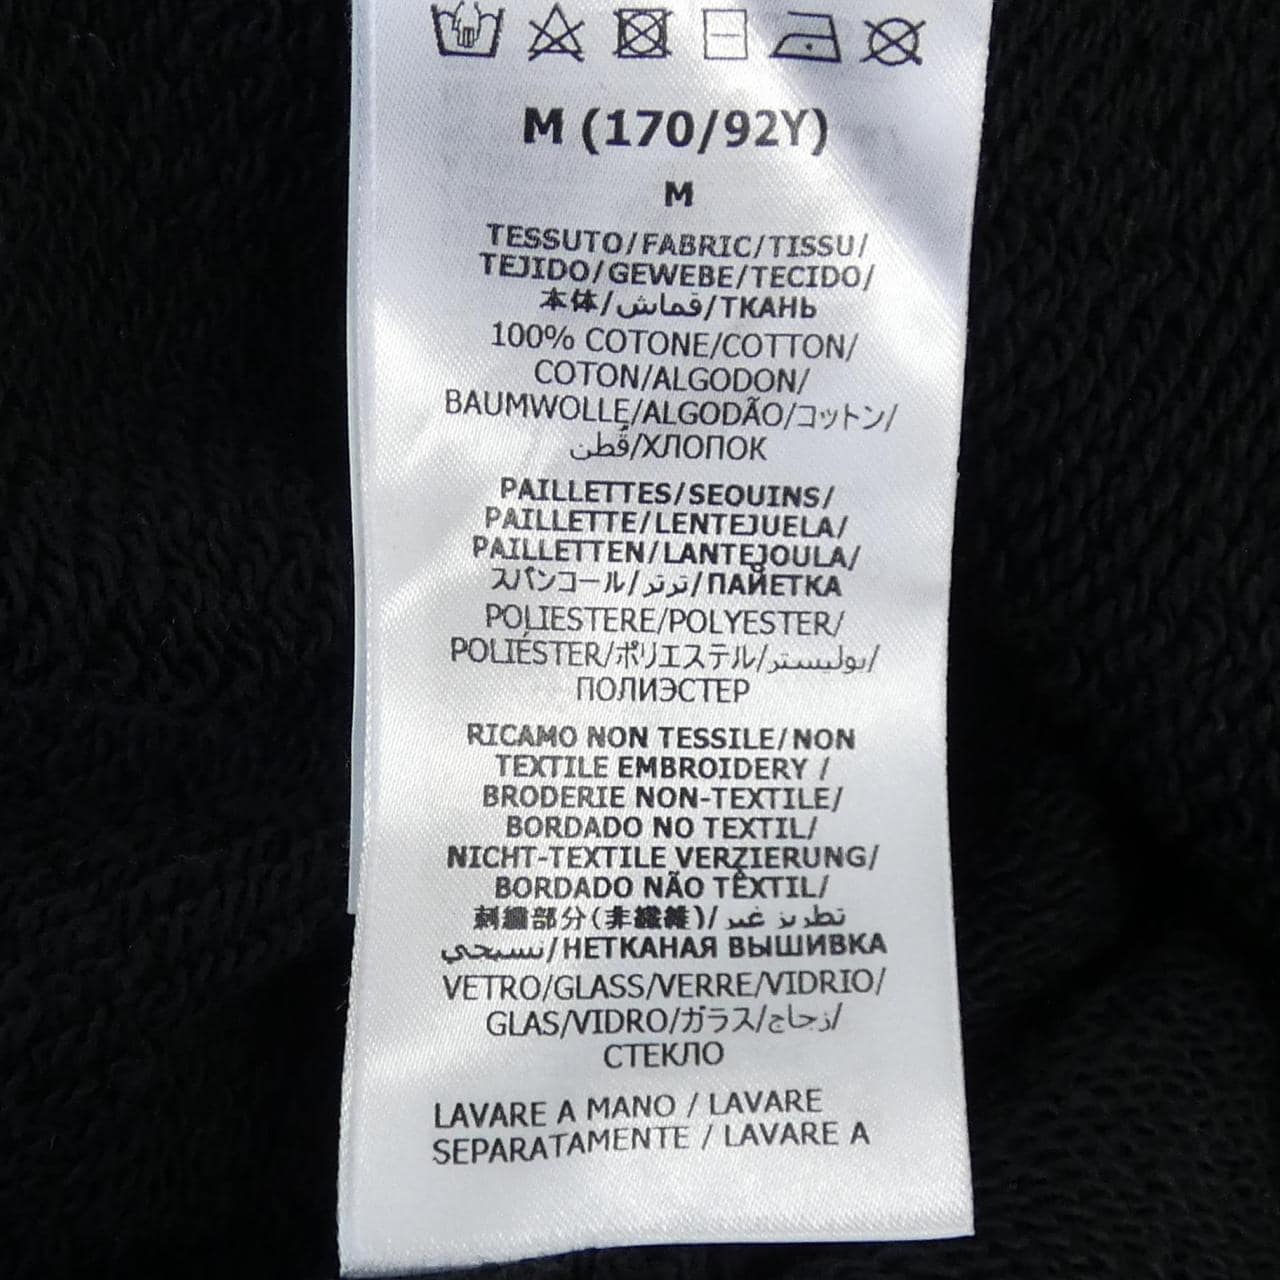 M (170/92Y)
M
TESSUTO/FABRIC/TISSU/
TEJIDO/GEWEBE/TECIDO/
本体/قماش/ТКАНЬ
100% COTONE/COTTON/
COTON/ALGODON/
BAUMWOLLE/ALGODÃO/コットン/
قطن/ХЛОПОК
PAILLETTES/SEQUINS/
PAILLETTE/LENTEJUELA/
PAILLETTEN/LANTEJOULA/
スパンコール/ترتر/ПАЙЕТКА
POLIESTERE/POLYESTER/
POLIÉSTER/ポリエステル/بوليستر/
ПОЛИЭСТЕР
RICAMO NON TESSILE/NON
TEXTILE EMBROIDERY /
BRODERIE NON-TEXTILE/
BORDADO NO TEXTIL/
NICHT-TEXTILE VERZIERUNG/
BORDADO NÃO TÊXTIL/
刺繍部分(非繊維)/تطريز غير
نسيجي/НЕТКАНАЯ ВЫШИВКА
VETRO/GLASS/VERRE/VIDRIO/
GLAS/VIDRO/ガラス/زجاج/
СТЕКЛО
LAVARE A MANO / LAVARE
SEPARATAMENTE / LAVARE A